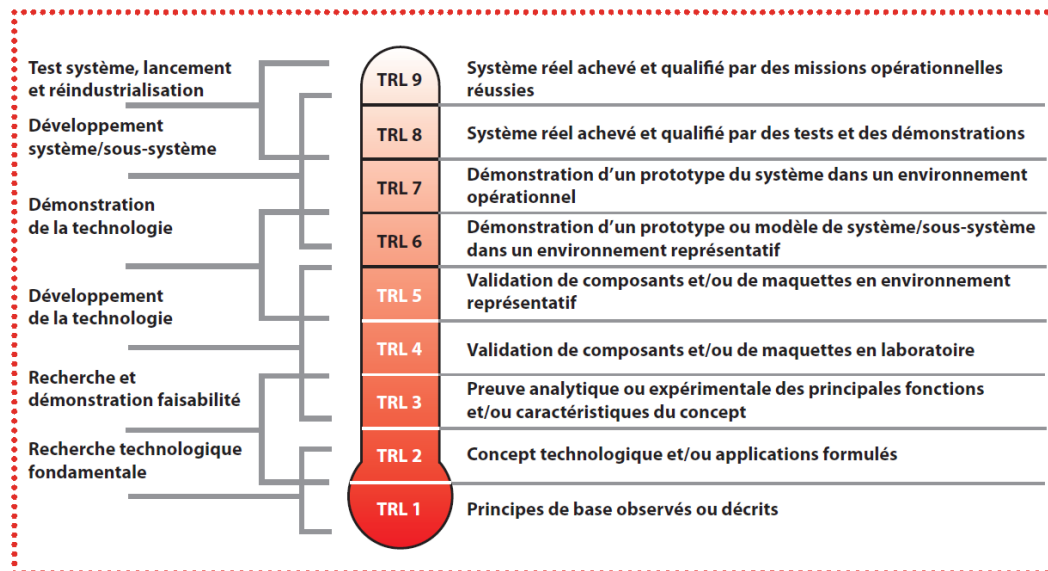 Test système, lancement
et réindustrialisation
Développement
système/sous-système
Démonstration
de la technologie
Développement
de la technologie
Recherche et
démonstration faisabilité
Recherche technologique
fondamentale
TRL 9
Système réel achevé et qualifié par des missions opérationnelles
réussies
TRL 8
Système réel achevé et qualifié par des tests et des démonstrations
TRL 7
Démonstration d’un prototype du système dans un environnement
opérationnel
TRL 6
Démonstration d’un prototype ou modèle de système/sous-système
dans un environnement représentatif
TRL 5
Validation de composants et/ou de maquettes en environnement
représentatif
TRL 4
Validation de composants et/ou de maquettes en laboratoire
TRL 3
Preuve analytique ou expérimentale des principales fonctions
et/ou caractéristiques du concept
TRL 2
Concept technologique et/ou applications formulés
TRL 1
Principes de base observés ou décrits